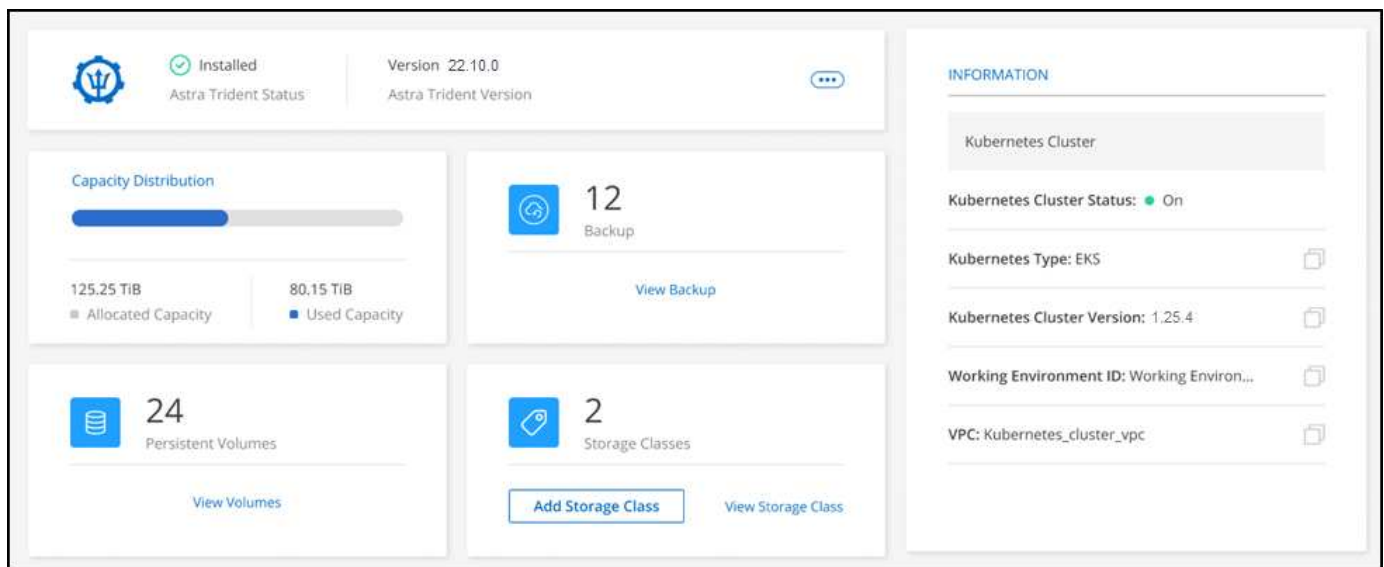 Installed
Astra Trident Status
Version 22.10.0
Astra Trident Version
Capacity Distribution
125.25 TiB
Allocated Capacity
80.15 TiB
Used Capacity
12
Backup
View Backup
24
Persistent Volumes
View Volumes
2
Storage Classes
Add Storage Class
View Storage Class
INFORMATION
Kubernetes Cluster
Kubernetes Cluster Status: On
Kubernetes Type: EKS
Kubernetes Cluster Version: 1.25.4
Working Environment ID: Working Environ...
VPC: Kubernetes_cluster_vpc